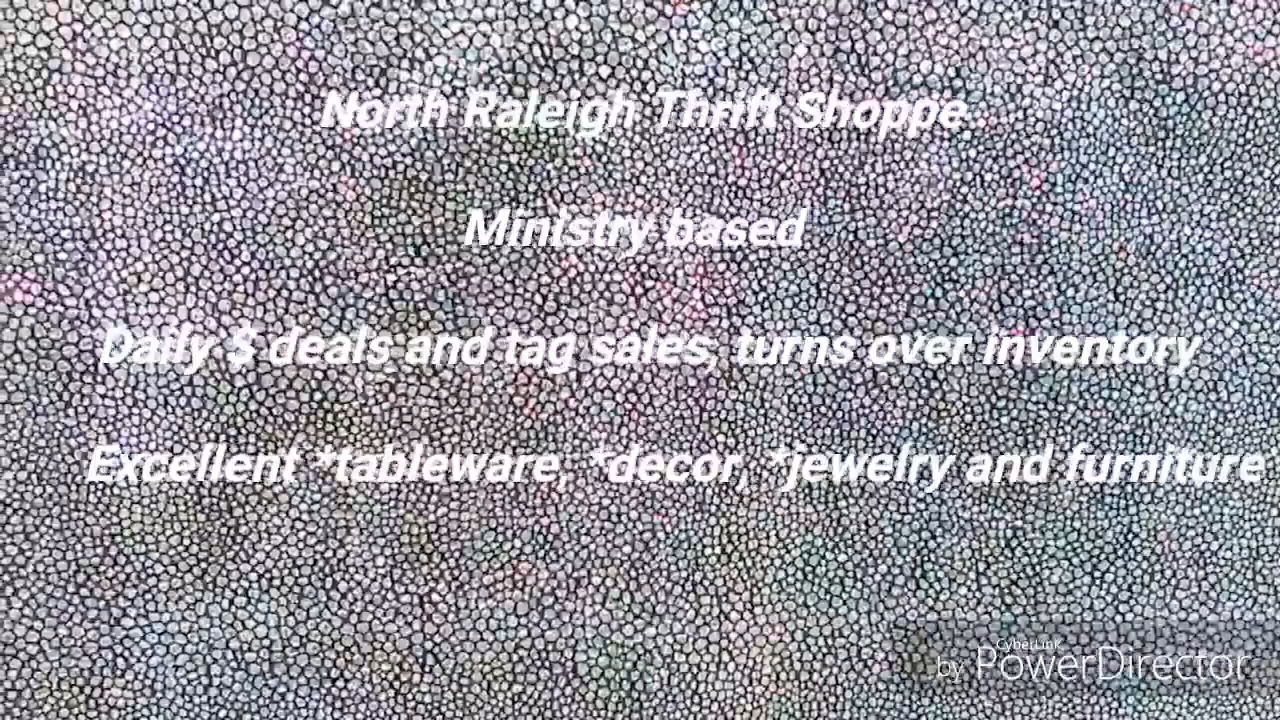 North Raleigh Thrift Shoppe
Ministry based
Daily $ deals and tag sales, turns over inventory
Excellent *tableware, *decor, *jewelry and furniture
CyberLink
by PowerDirector